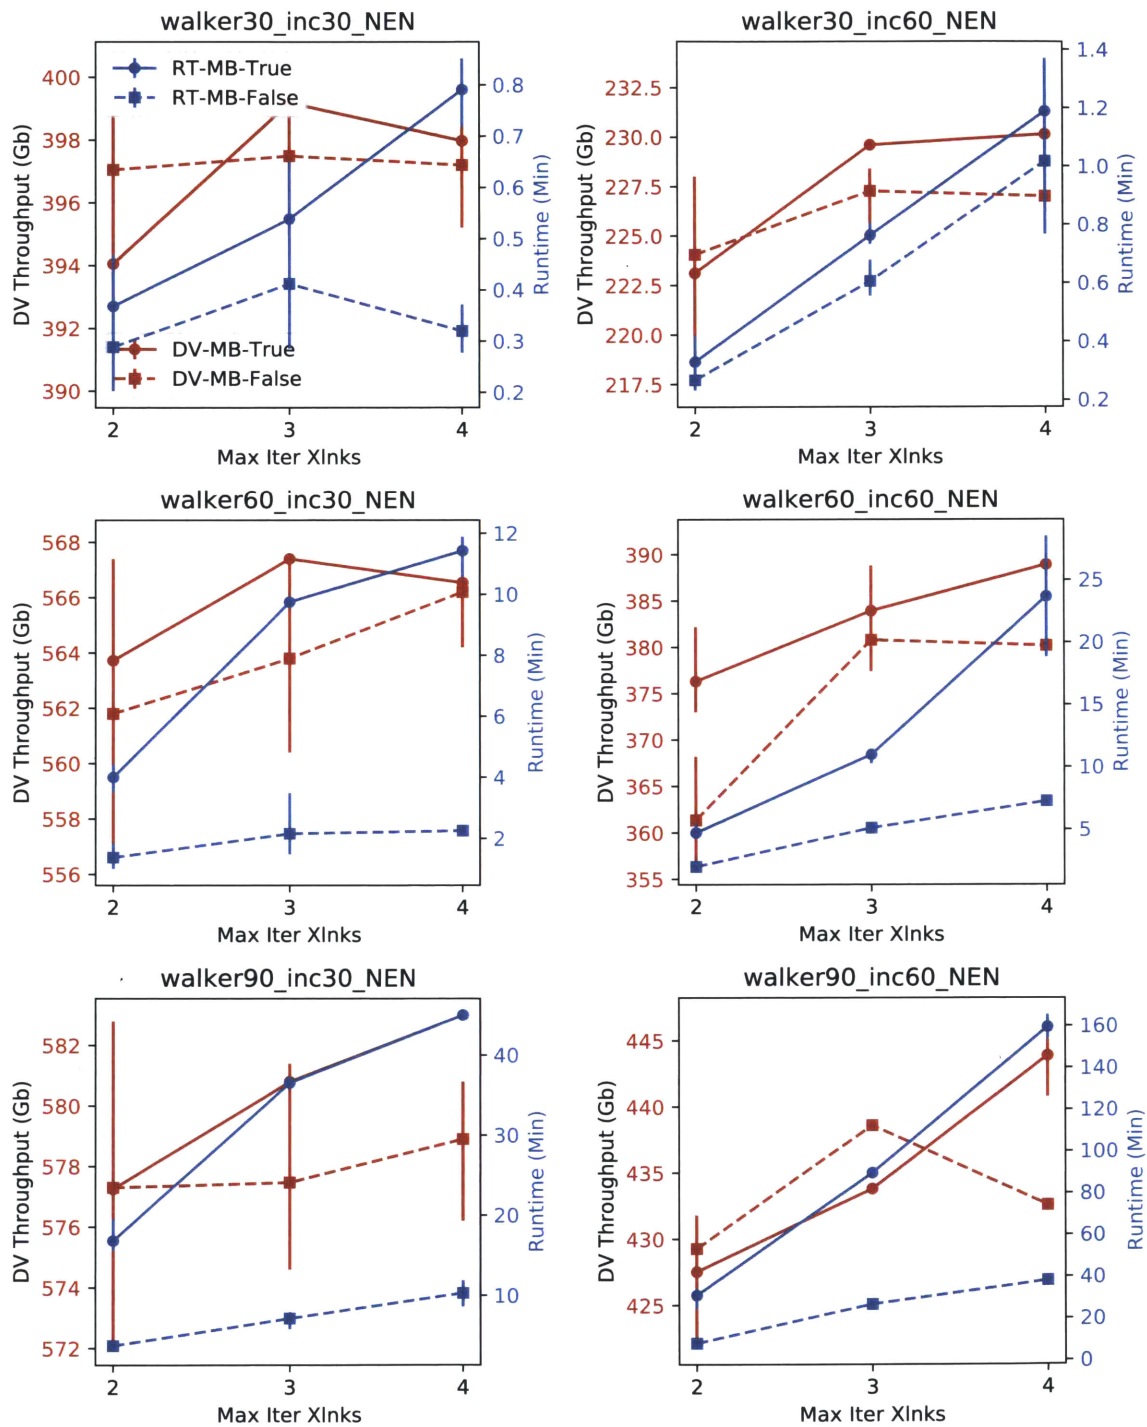 walker30_inc30_NEN
DV Throughput (Gb)
400
398
396
394
392
390
RT-MB-True
RT-MB-False
DV-MB-True
DV-MB-False
0.8
0.7
0.6
0.5
0.4
0.3
0.2
Runtime (Min)
2 3 4
Max Iter Xlnks
walker30_inc60_NEN
DV Throughput (Gb)
232.5
230.0
227.5
225.0
222.5
220.0
217.5
1.4
1.2
1.0
0.8
0.6
0.4
0.2
Runtime (Min)
2 3 4
Max Iter Xlnks
walker60_inc30_NEN
DV Throughput (Gb)
568
566
564
562
560
558
556
12
10
8
6
4
2
Runtime (Min)
2 3 4
Max Iter Xlnks
walker60_inc60_NEN
DV Throughput (Gb)
390
385
380
375
370
365
360
355
25
20
15
10
5
Runtime (Min)
2 3 4
Max Iter Xlnks
walker90_inc30_NEN
DV Throughput (Gb)
582
580
578
576
574
572
40
30
20
10
Runtime (Min)
2 3 4
Max Iter Xlnks
walker90_inc60_NEN
DV Throughput (Gb)
445
440
435
430
425
160
140
120
100
80
60
40
20
0
Runtime (Min)
2 3 4
Max Iter Xlnks